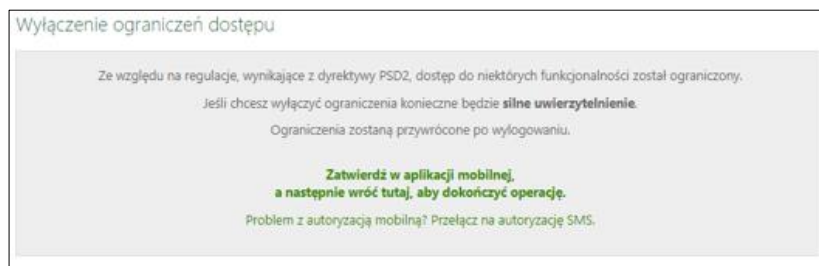 Wyłączenie ograniczeń dostępu
Ze względu na regulacje, wynikające z dyrektywy PSD2, dostęp do niektórych funkcjonalności został ograniczony.
Jeśli chcesz wyłączyć ograniczenia konieczne będzie silne uwierzytelnienie.
Ograniczenia zostaną przywrócone po wylogowaniu.
Zatwierdź w aplikacji mobilnej,
a następnie wróć tutaj, aby dokończyć operację.
Problem z autoryzacją mobilną? Przełącz na autoryzację SMS.